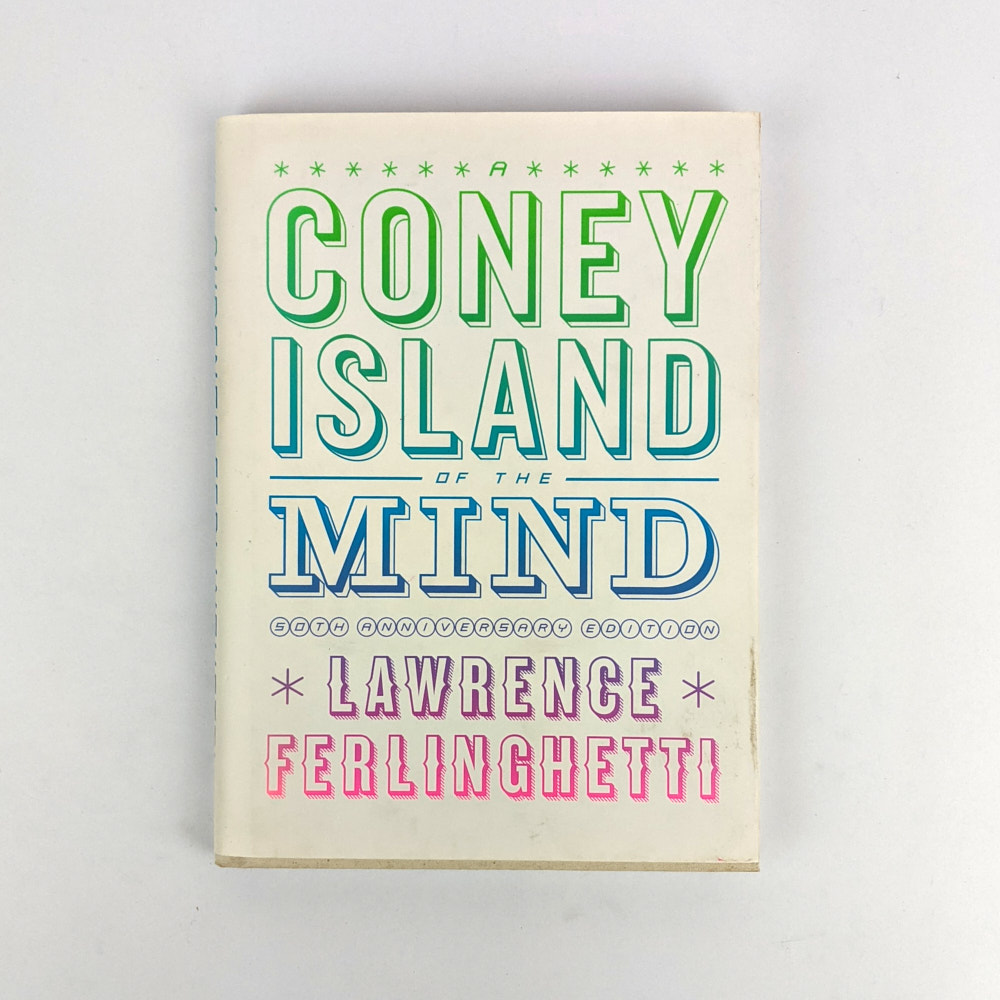 * * * * * * A * * * * * *
CONEY
ISLAND
OF THE
MIND
50TH ANNIVERSARY EDITION
* LAWRENCE *
FERLINGHETTI